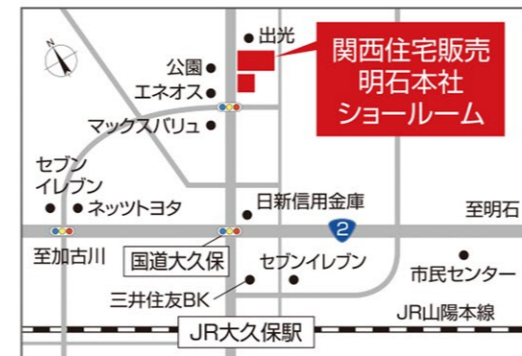 出光
関西住宅販売
明石本社
ショールーム
公園
エネオス
マックスバリュ
セブン
イレブン
ネッツトヨタ
日新信用金庫
至明石
2
至加古川
国道大久保
セブンイレブン
市民センター
三井住友BK
JR山陽本線
JR大久保駅
N